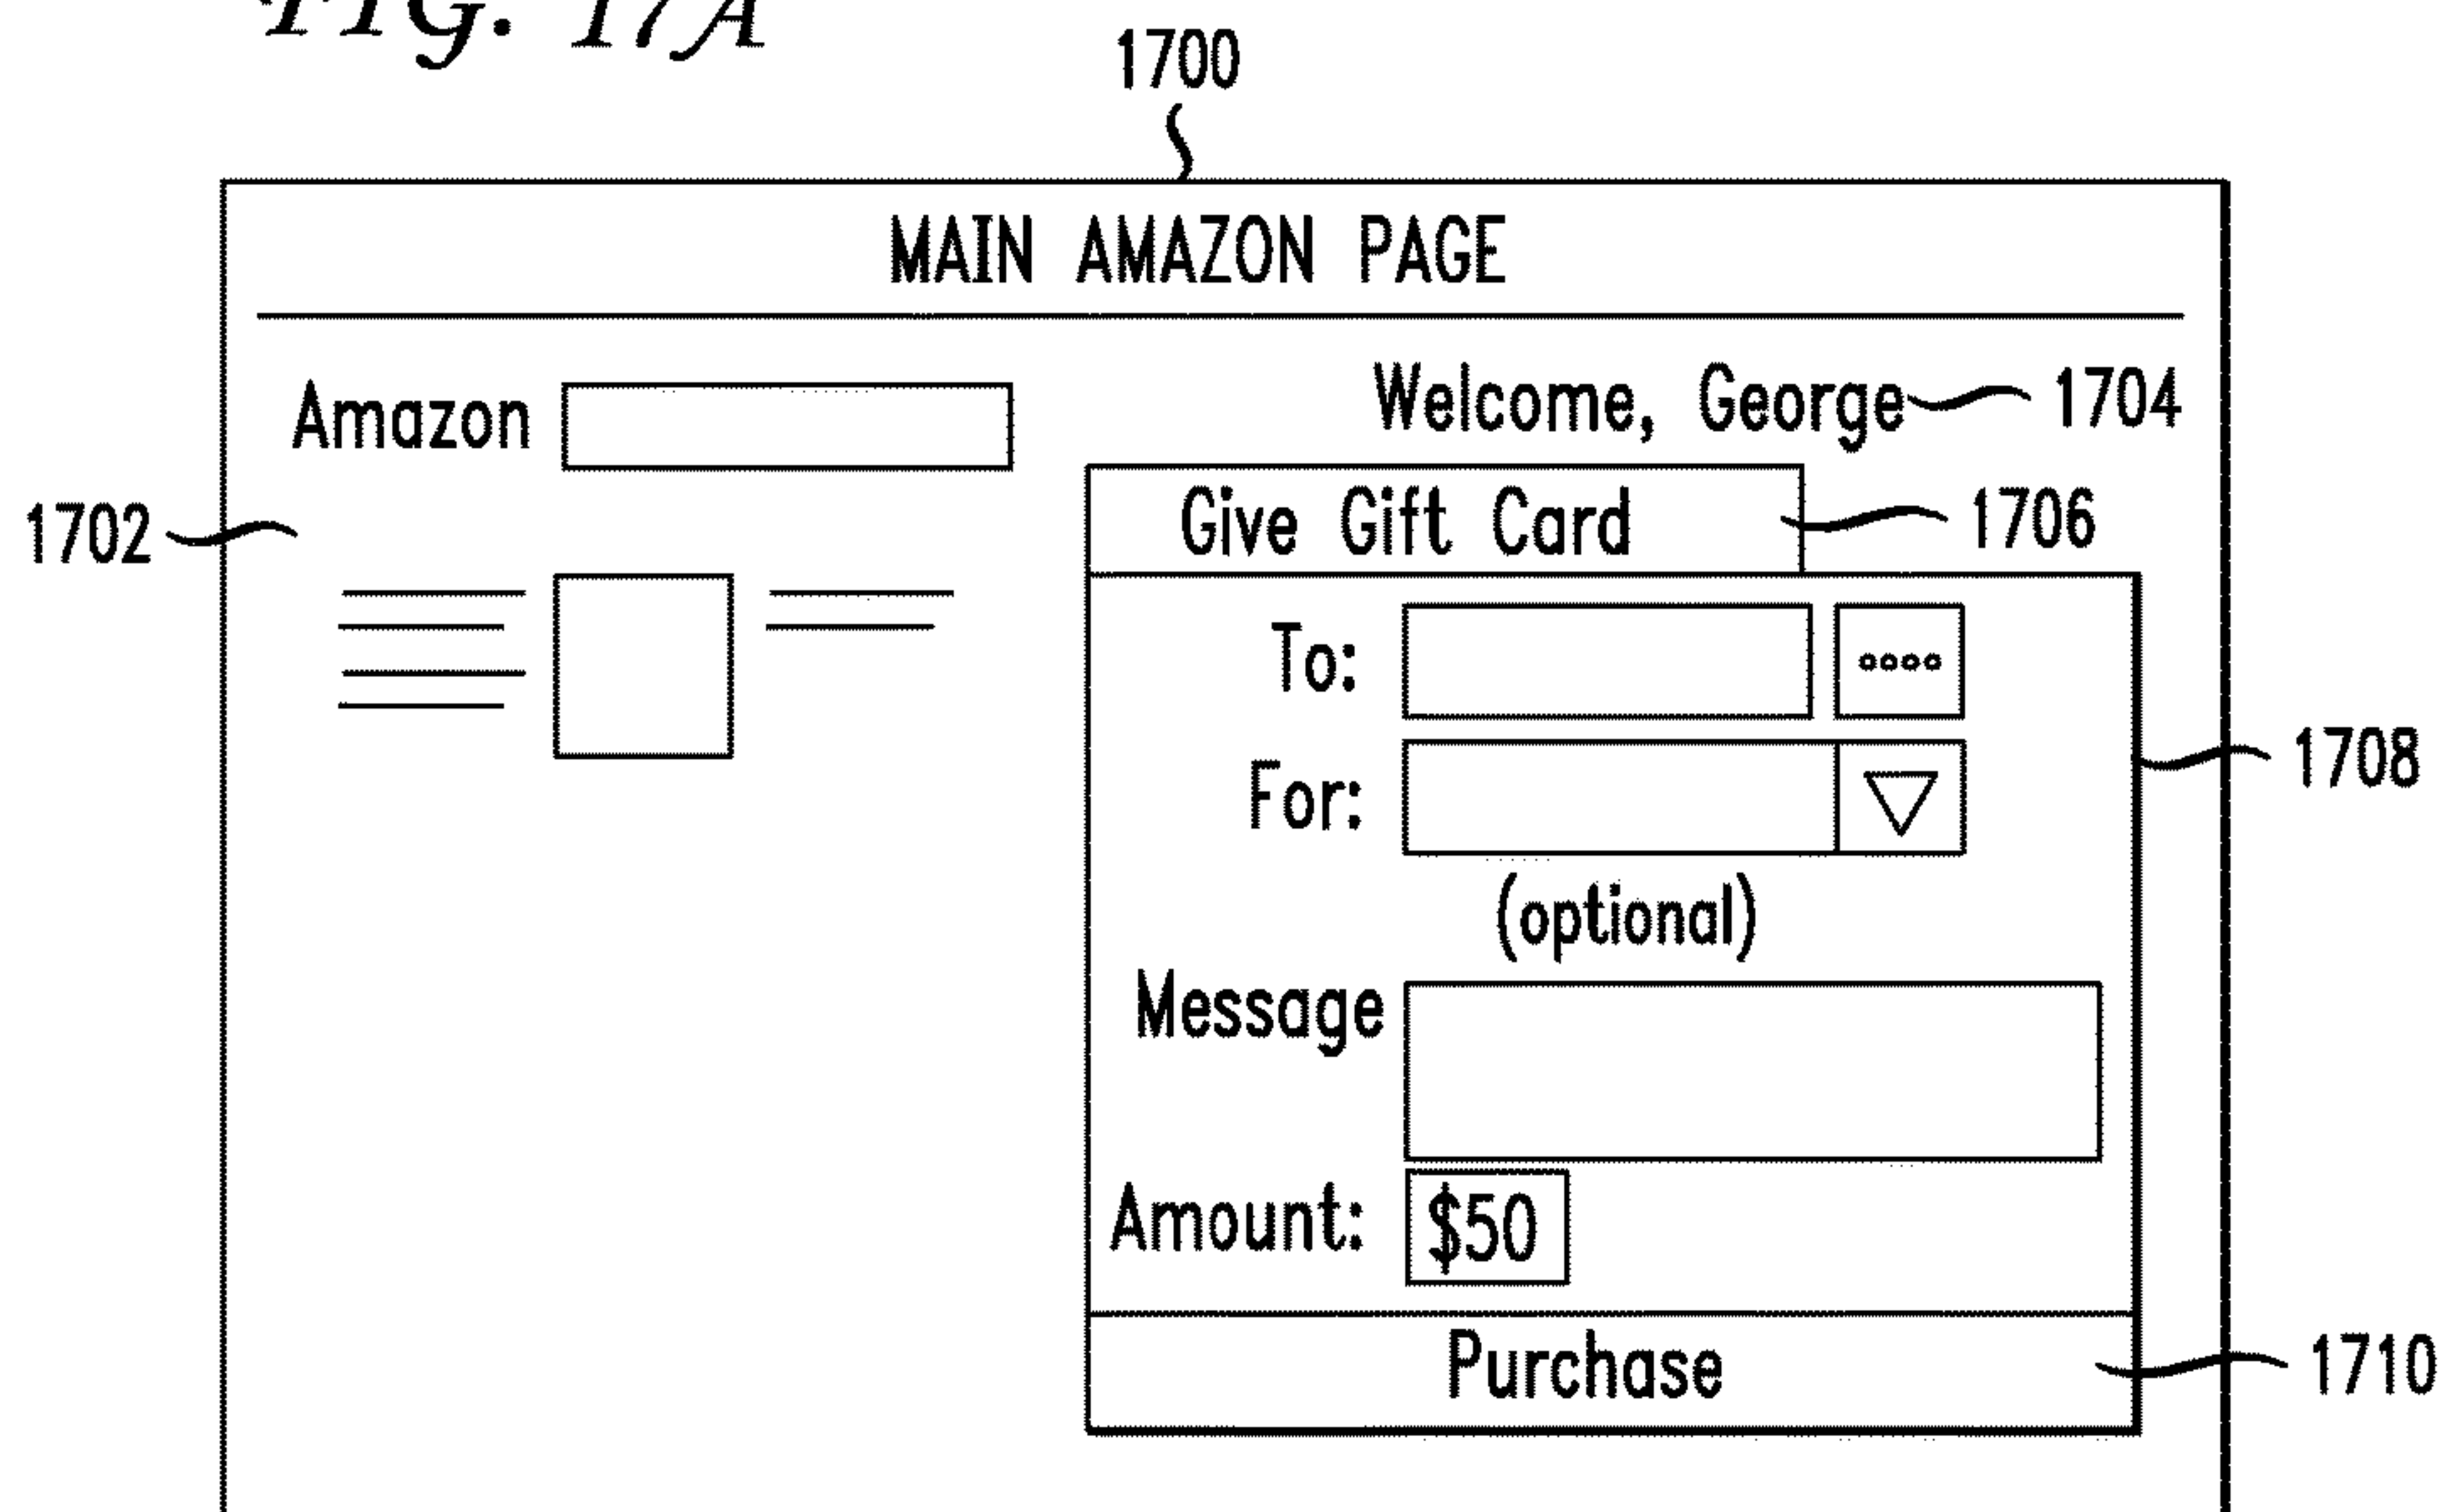 FIG. 17A
1700
MAIN AMAZON PAGE
Amazon
Welcome, George 1704
1702
Give Gift Card 1706
To:
For:
1708
(optional)
Message
Amount: $50
Purchase 1710